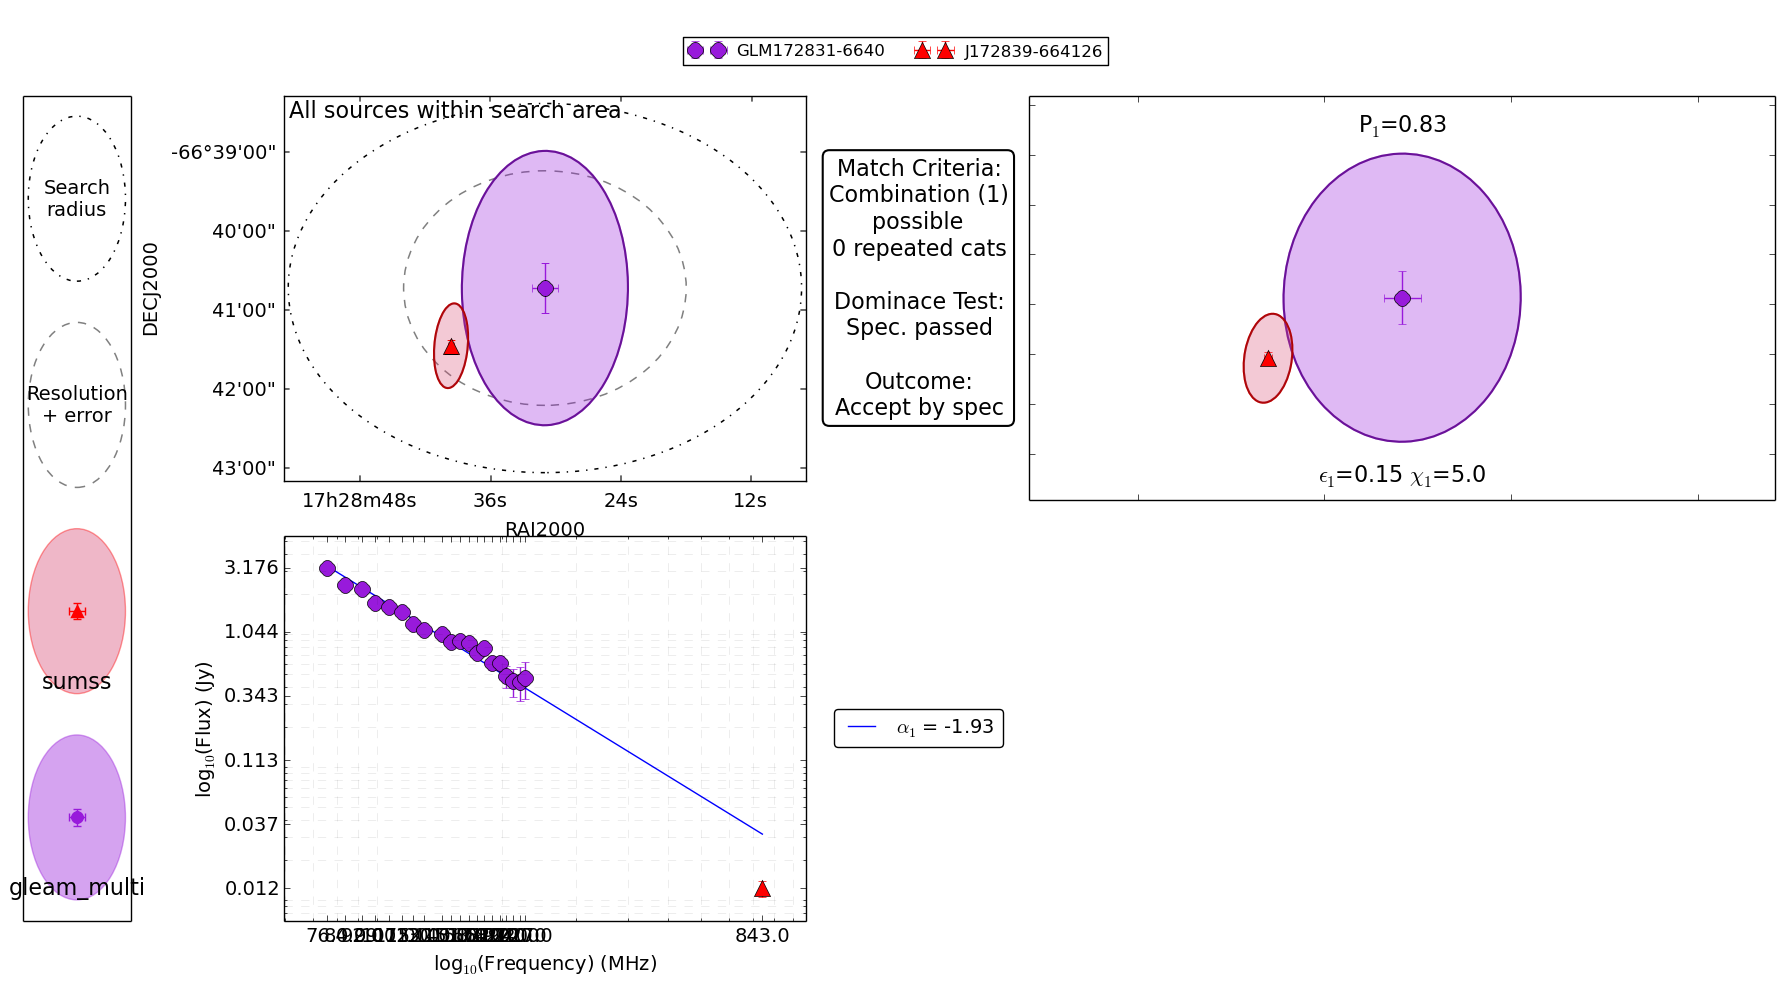 GLM172831-6640
J172839-664126
Search
radius
Resolution
+ error
sumss
gleam_multi
All sources within search area
-66°39'00"
40'00"
41'00"
42'00"
43'00"
DECJ2000
17h28m48s
36s
24s
12s
RAJ2000
Match Criteria:
Combination (1)
possible
0 repeated cats
Dominace Test:
Spec. passed
Outcome:
Accept by spec
P1=0.83
ϵ1=0.15 χ1=5.0
3.176
1.044
0.343
0.113
0.037
0.012
log10(Flux) (Jy)
843.0
log10(Frequency) (MHz)
α1 = -1.93